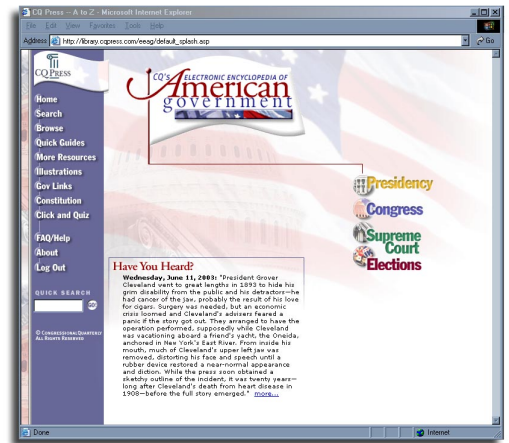 CQ Press - A to Z - Microsoft Internet Explorer
File Edit View Favorites Tools Help
Address http://library.cqpress.com/eeag/default_splash.asp Go
CQ PRESS
Home
Search
Browse
Quick Guides
More Resources
Illustrations
Gov Links
Constitution
Click and Quiz
FAQ/Help
About
Log Out
QUICK SEARCH
GO
© CONGRESSIONAL QUARTERLY
ALL RIGHTS RESERVED
CQ's ELECTRONIC ENCYCLOPEDIA OF
American
government
Presidency
Congress
Supreme
Court
Elections
Have You Heard?
Wednesday, June 11, 2003: "President Grover
Cleveland went to great lengths in 1893 to hide his
grim disability from the public and his detractors—he
had cancer of the jaw, probably the result of his love
for cigars. Surgery was needed, but an economic
crisis loomed and Cleveland's advisers feared a
panic if the story got out. They arranged to have the
operation performed, supposedly while Cleveland
was vacationing aboard a friend's yacht, the Oneida,
anchored in New York's East River. From inside his
mouth, much of Cleveland's upper left jaw was
removed, distorting his face and speech until a
rubber device restored a near-normal appearance
and diction. While the press soon obtained a
sketchy outline of the incident, it was twenty years—
long after Cleveland's death from heart disease in
1908—before the full story emerged." more...
Done
Internet